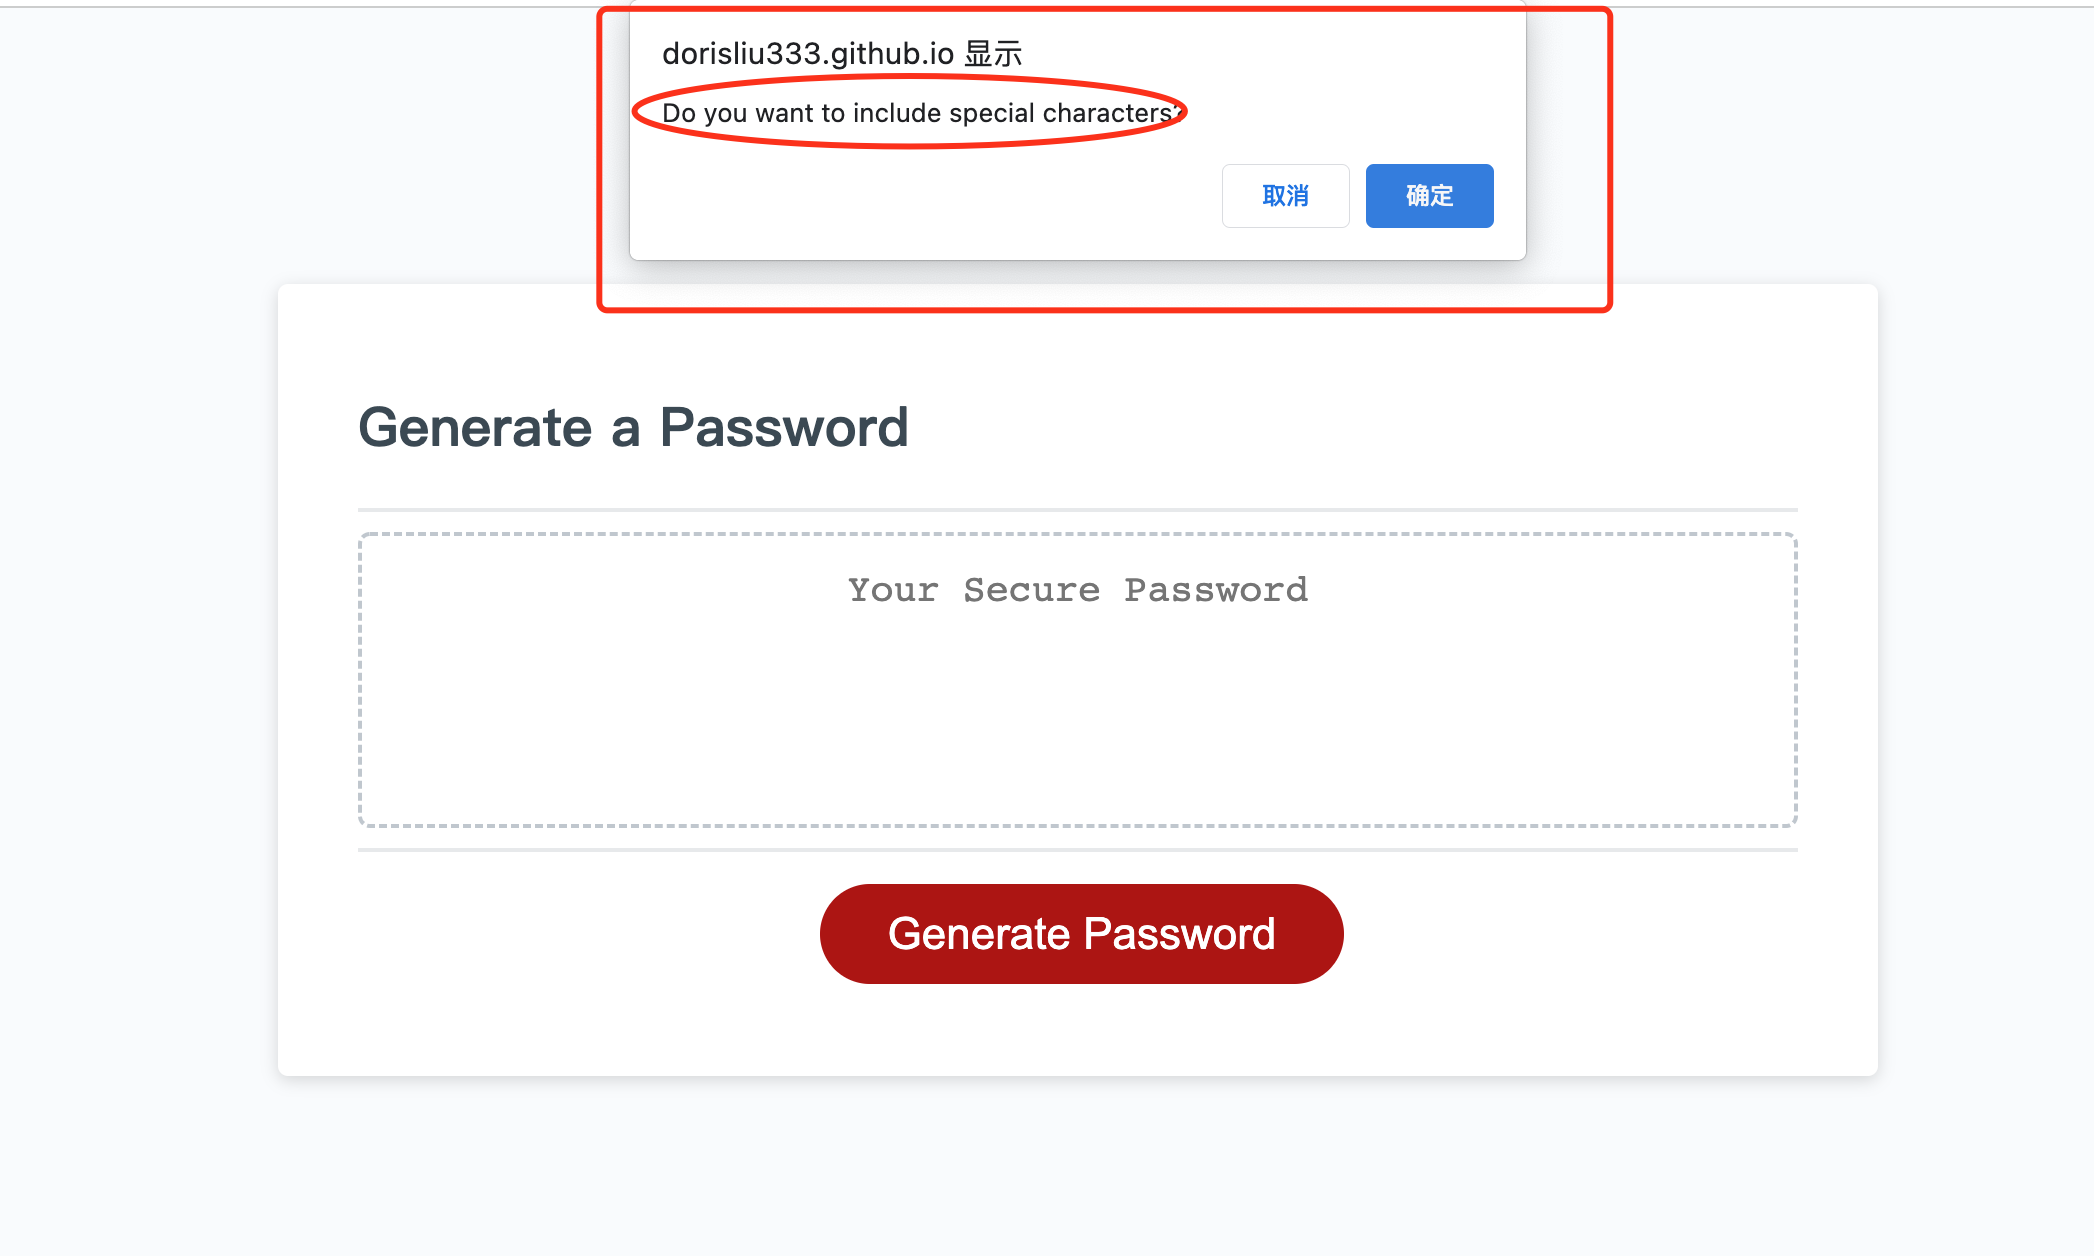 dorisliu333.github.io 显示
Do you want to include special characters?
取消
确定
Generate a Password
Your Secure Password
Generate Password